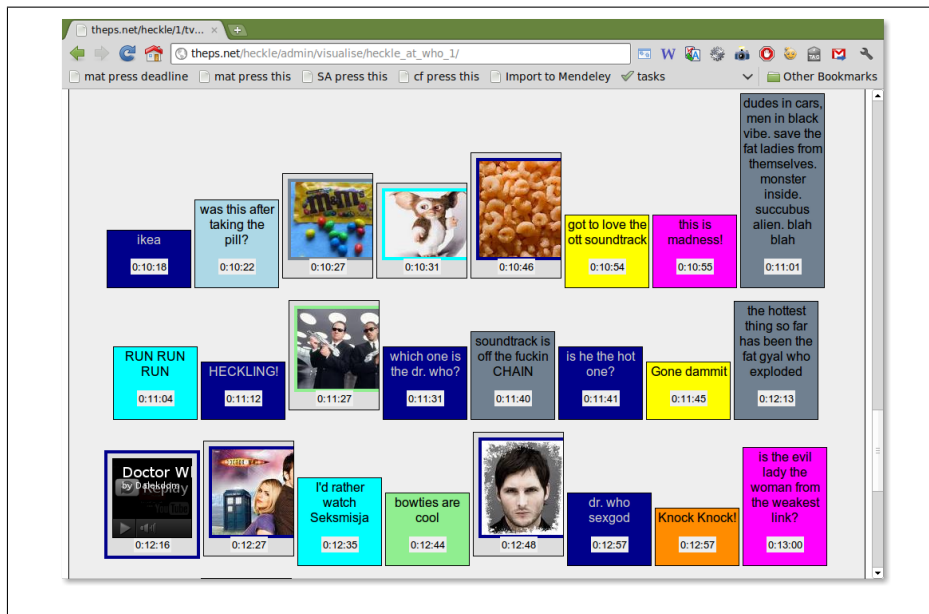 theps.net/heckle/1/tv...
theps.net/heckle/admin/visualise/heckle_at_who_1/
mat press deadline
mat press this
SA press this
cf press this
Import to Mendeley
tasks
Other Bookmarks
ikea
0:10:18
was this after
taking the
pill?
0:10:22
m&m's
0:10:27
0:10:31
0:10:46
got to love the
ott soundtrack
0:10:54
this is
madness!
0:10:55
dudes in cars,
men in black
vibe. save the
fat ladies from
themselves.
monster
inside.
succubus
alien. blah
blah
0:11:01
RUN RUN
RUN
0:11:04
HECKLING!
0:11:12
0:11:27
which one is
the dr. who?
0:11:31
soundtrack is
off the fuckin
CHAIN
0:11:40
is he the hot
one?
0:11:41
Gone dammit
0:11:45
the hottest
thing so far
has been the
fat gyal who
exploded
0:12:13
Doctor W
by Dalekdom
Replay
YouTube
0:12:16
0:12:27
I'd rather
watch
Seksmisja
0:12:35
bowties are
cool
0:12:44
0:12:48
dr. who
sexgod
0:12:57
Knock Knock!
0:12:57
is the evil
lady the
woman from
the weakest
link?
0:13:00